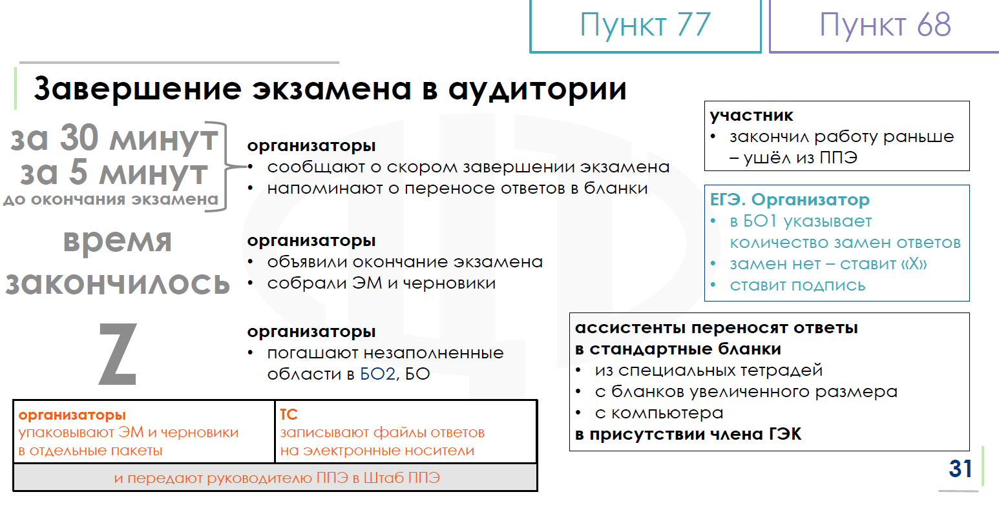 Пункт 77
Пункт 68
Завершение экзамена в аудитории
за 30 минут
за 5 минут
до окончания экзамена
организаторы
• сообщают о скором завершении экзамена
• напоминают о переносе ответов в бланки
время
закончилось
организаторы
• объявили окончание экзамена
• собрали ЭМ и черновики
Z
организаторы
• погашают незаполненные
области в БО2, БО
организаторы
упаковывают ЭМ и черновики
в отдельные пакеты
ТС
записывают файлы ответов
на электронные носители
и передают руководителю ППЭ в Штаб ППЭ
участник
• закончил работу раньше
– ушёл из ППЭ
ЕГЭ. Организатор
• в БО1 указывает
количество замен ответов
• замен нет – ставит «Х»
• ставит подпись
ассистенты переносят ответы
в стандартные бланки
• из специальных тетрадей
• с бланков увеличенного размера
• с компьютера
в присутствии члена ГЭК
31